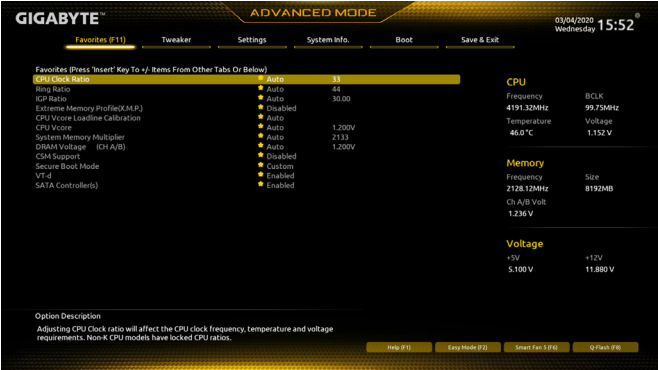 GIGABYTE™
ADVANCED MODE
03/04/2020
Wednesday 15:52
Favorites (F11) Tweaker Settings System Info. Boot Save & Exit
Favorites (Press 'Insert' Key To +/- Items From Other Tabs Or Below)
CPU Clock Ratio Auto 33
Ring Ratio Auto 44
IGP Ratio Auto 30.00
Extreme Memory Profile(X.M.P.) Disabled
CPU Vcore Loadline Calibration Auto
CPU Vcore Auto 1.200V
System Memory Multiplier Auto 2133
DRAM Voltage (CH A/B) Auto 1.200V
CSM Support Disabled
Secure Boot Mode Custom
VT-d Enabled
SATA Controller(s) Enabled
CPU
Frequency BCLK
4191.32MHz 99.75MHz
Temperature Voltage
46.0 °C 1.152 V
Memory
Frequency Size
2128.12MHz 8192MB
Ch A/B Volt
1.236 V
Voltage
+5V +12V
5.100 V 11.880 V
Option Description
Adjusting CPU Clock ratio will affect the CPU clock frequency, temperature and voltage
requirements. Non-K CPU models have locked CPU ratios.
Help (F1) Easy Mode (F2) Smart Fan 5 (F6) Q-Flash (F8)